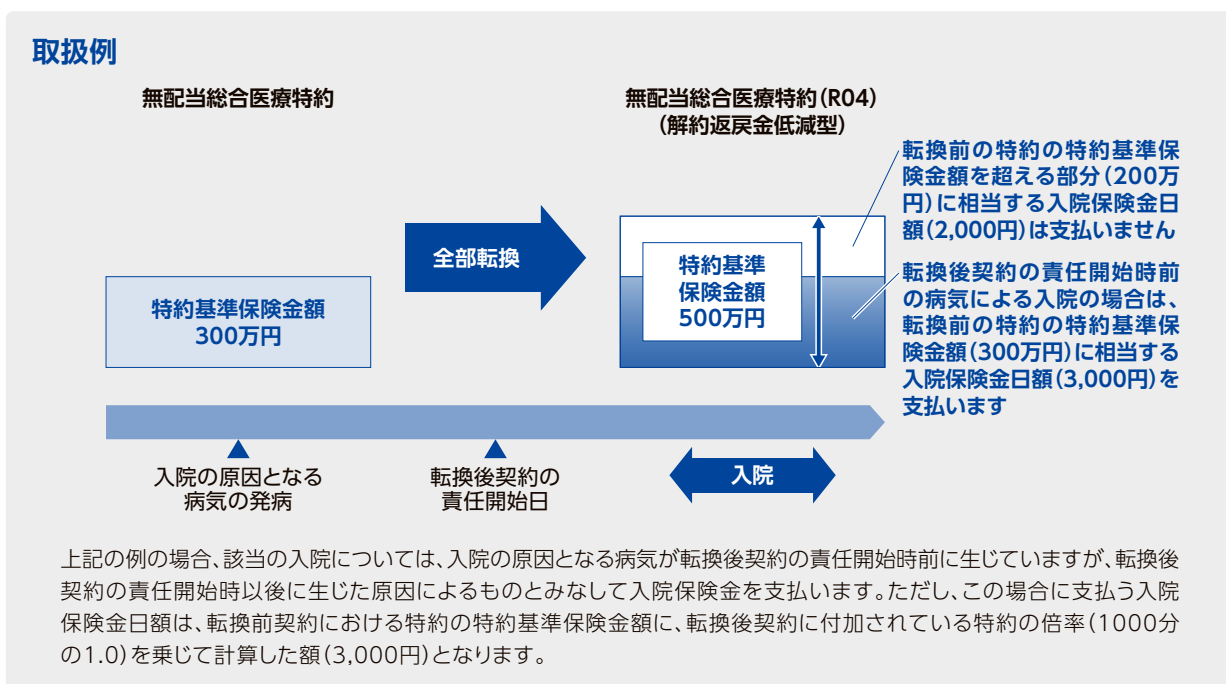 取扱例
無配当総合医療特約
無配当総合医療特約(R04)
(解約返戻金低減型)
転換前の特約の特約基準保
険金額を超える部分(200万
円)に相当する入院保険金日
額(2,000円)は支払いません
全部転換
特約基準
保険金額
500万円
特約基準保険金額
300万円
転換後契約の責任開始時前
の病気による入院の場合は、
転換前の特約の特約基準保
険金額(300万円)に相当する
入院保険金日額(3,000円)を
支払います
入院の原因となる
病気の発病
転換後契約の
責任開始日
入院
上記の例の場合、該当の入院については、入院の原因となる病気が転換後契約の責任開始時前に生じていますが、転換後
契約の責任開始時以後に生じた原因によるものとみなして入院保険金を支払います。ただし、この場合に支払う入院
保険金日額は、転換前契約における特約の特約基準保険金額に、転換後契約に付加されている特約の倍率(1000分
の1.0)を乗じて計算した額(3,000円)となります。